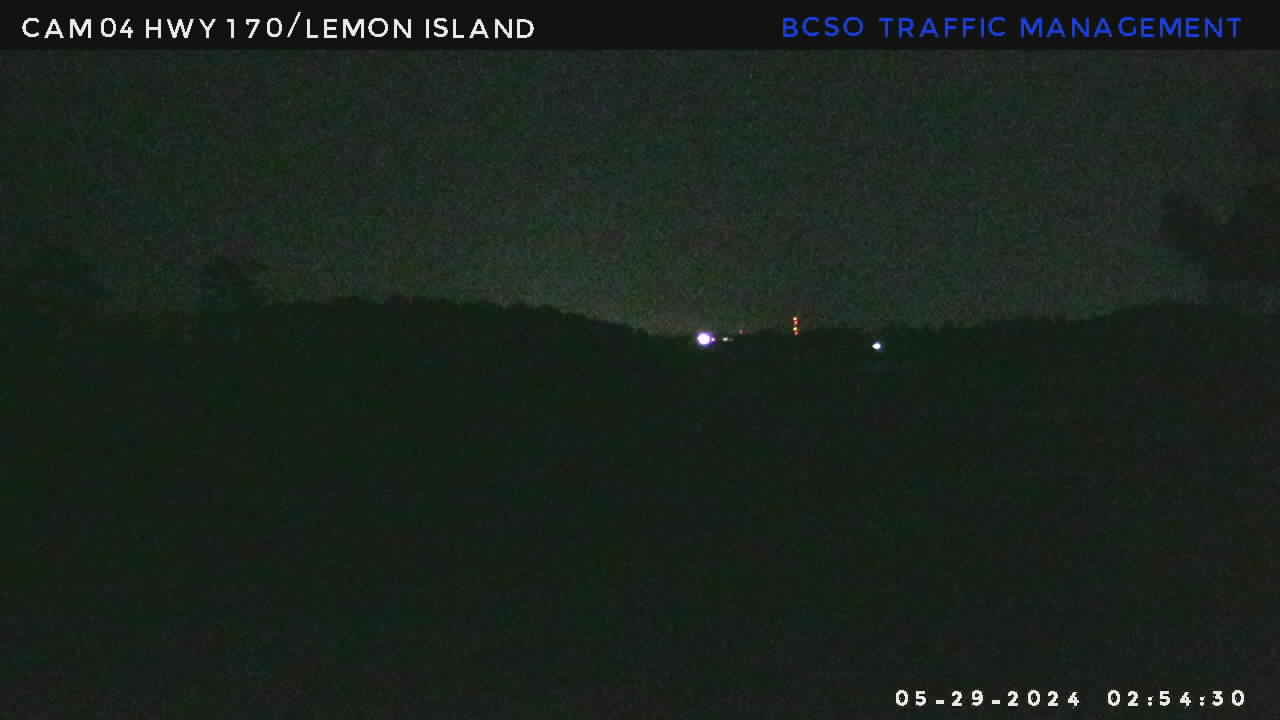 CAM04 HWY 170/LEMON ISLAND
BCSO TRAFFIC MANAGEMENT
05-29-2024 02:54:30